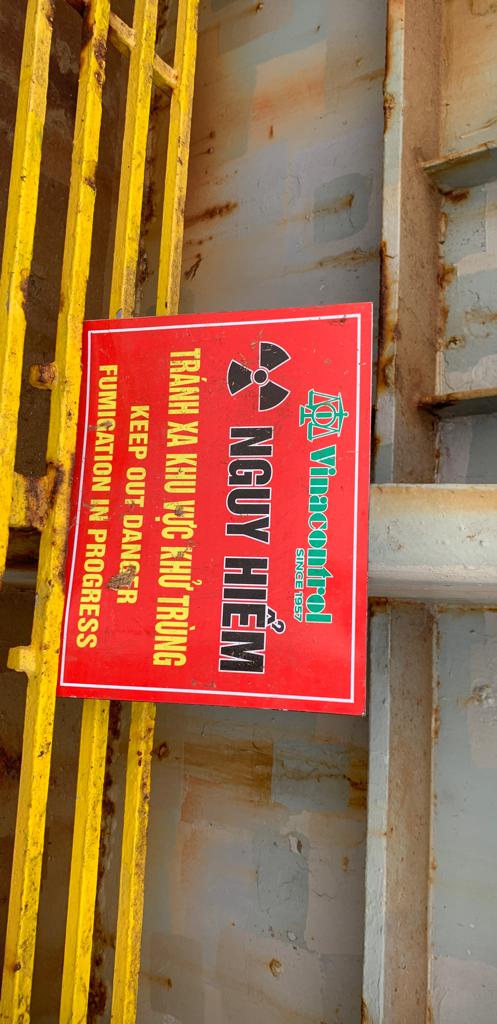 Vinacontrol
SINCE 1957
NGUY HIỂM
TRÁNH XA KHU VỰC KHỬ TRÙNG
KEEP OUT DANGER
FUMIGATION IN PROGRESS